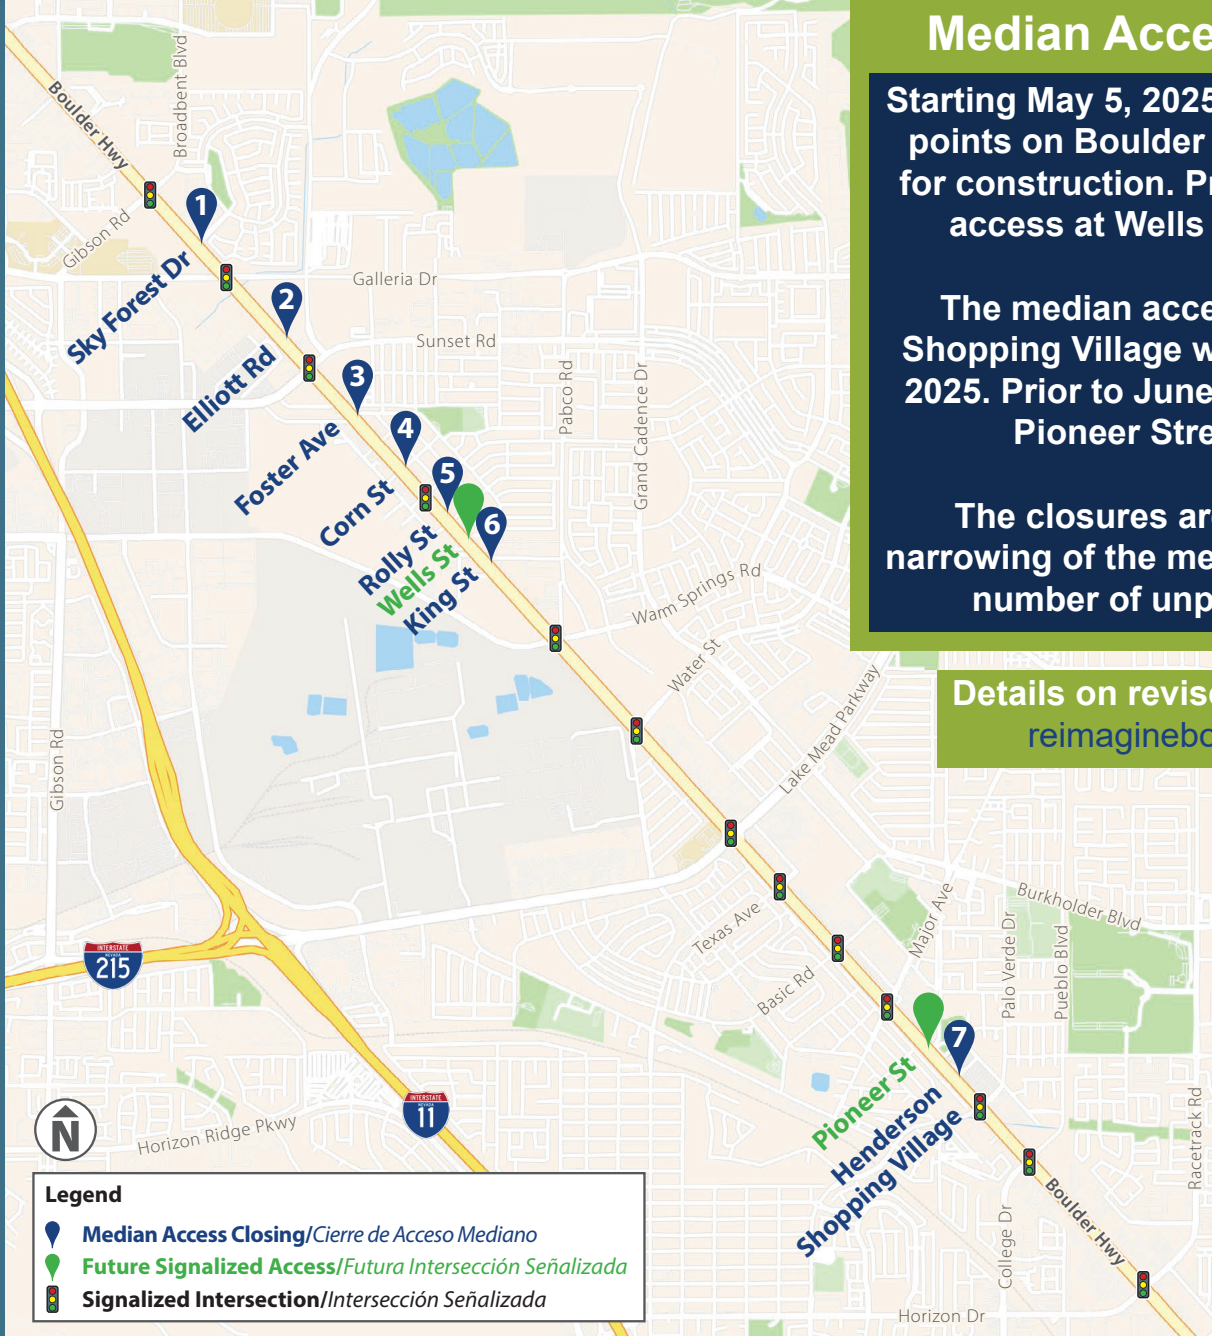 Median Acce
Starting May 5, 2025
points on Boulder
for construction. Pr
access at Wells
The median acce
Shopping Village w
2025. Prior to June
Pioneer Stre
The closures ar
narrowing of the me
number of unp
Details on revise
reimaginebo
Boulder Hwy
Broadbent Blvd
Gibson Rd
1
Sky Forest Dr
Galleria Dr
2
Elliott Rd
Sunset Rd
3
Foster Ave
Pabco Rd
Grand Cadence Dr
4
Corn St
5
Rolly St
Wells St
6
King St
Warm Springs Rd
Water St
Lake Mead Parkway
Gibson Rd
Texas Ave
Major Ave
Burkholder Blvd
Palo Verde Dr
Pueblo Blvd
Basic Rd
INTERSTATE
NEVADA
215
7
Pioneer St
Henderson
Shopping Village
INTERSTATE
NEVADA
11
Racetrack Rd
N
Horizon Ridge Pkwy
Boulder Hwy
College Dr
Horizon Dr
Legend
Median Access Closing/Cierre de Acceso Mediano
Future Signalized Access/Futura Intersección Señalizada
Signalized Intersection/Intersección Señalizada